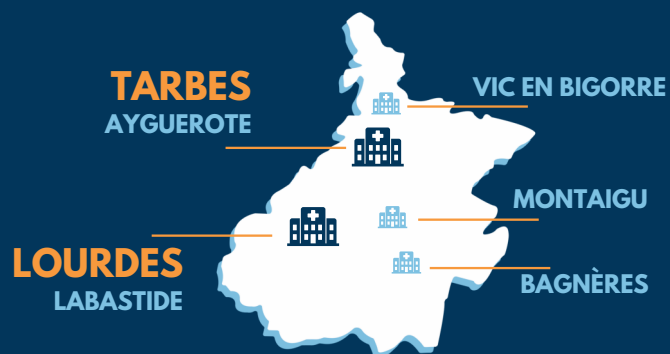 TARBES
AYGUEROTE
VIC EN BIGORRE
MONTAIGU
LOURDES
LABASTIDE
BAGNÈRES